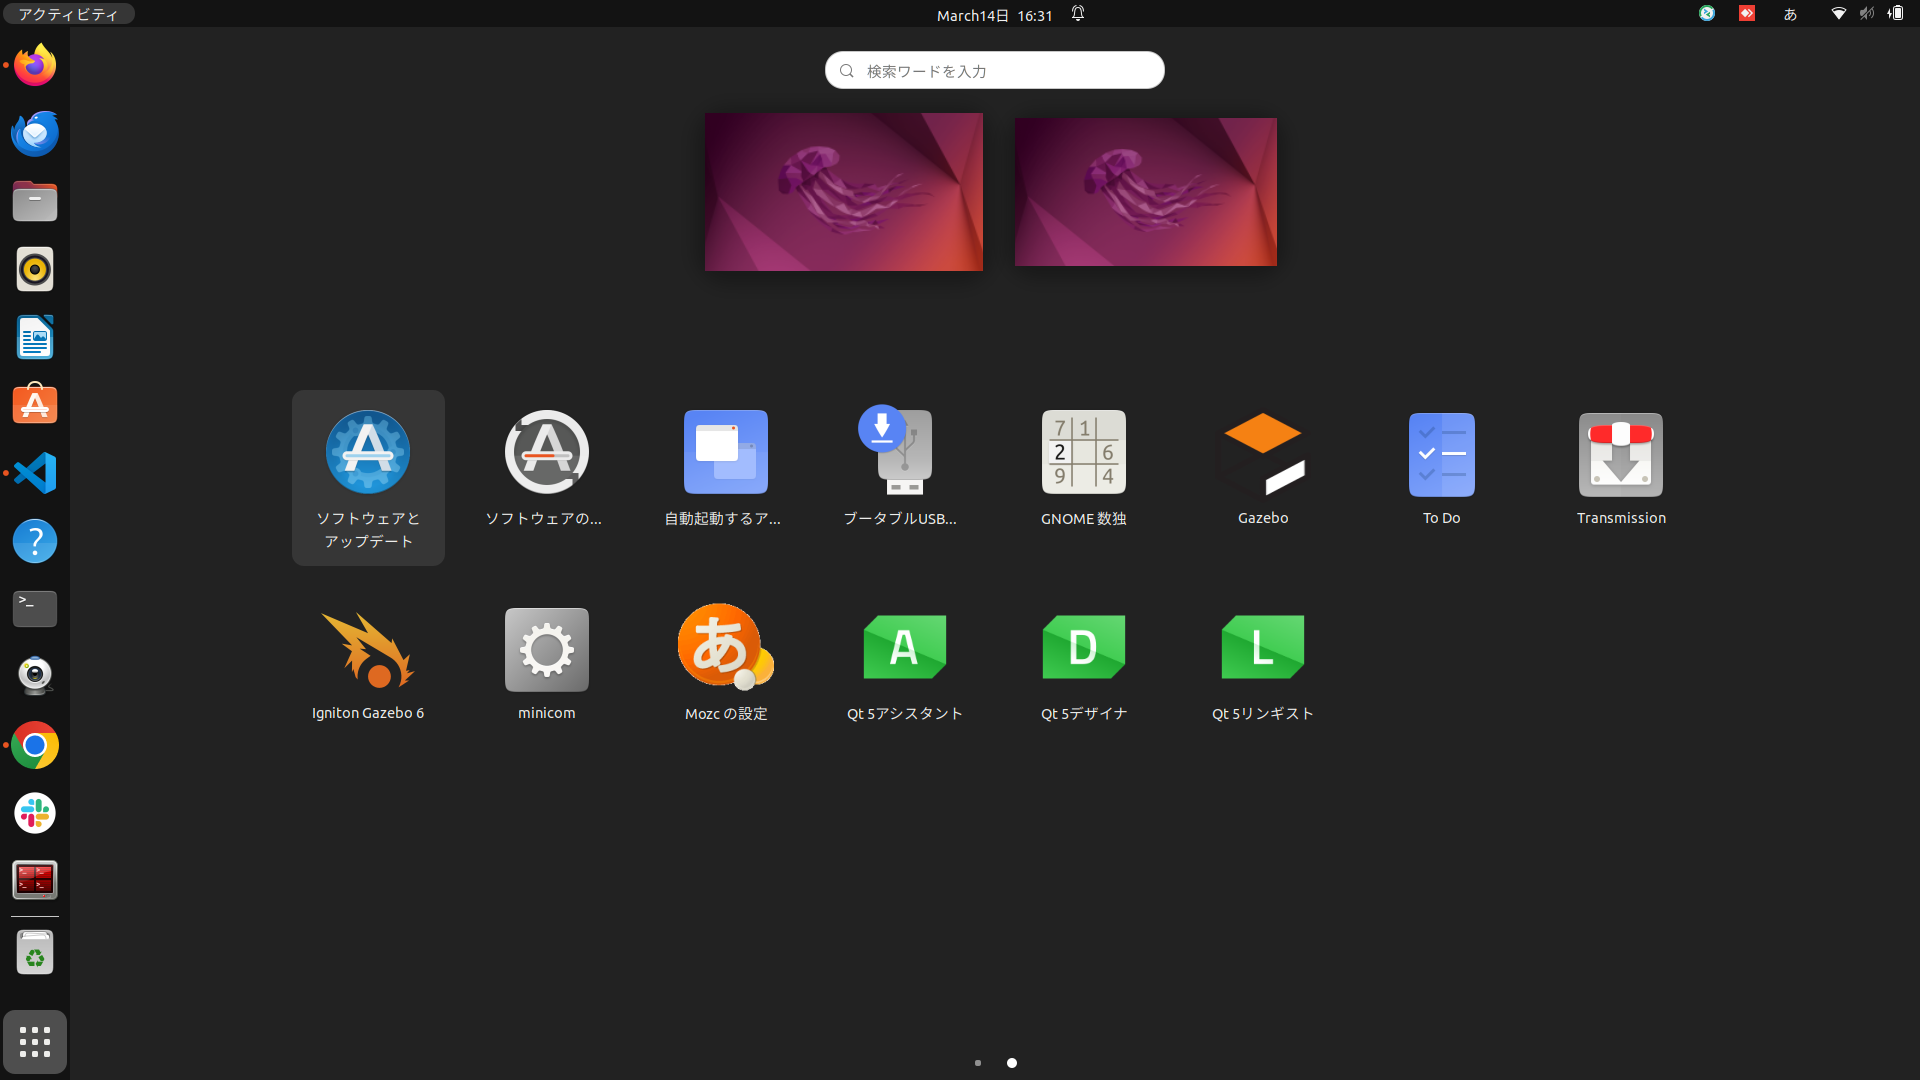 アクティビティ
March14日 16:31
あ
検索ワードを入力
7 1
2 6
9 4
ソフトウェアと
アップデート
ソフトウェアの...
自動起動するア...
ブータブルUSB...
GNOME 数独
Gazebo
To Do
Transmission
>_
?
あ
A
D
L
Igniton Gazebo 6
minicom
Mozc の設定
Qt 5アシスタント
Qt 5デザイナ
Qt 5リンギスト